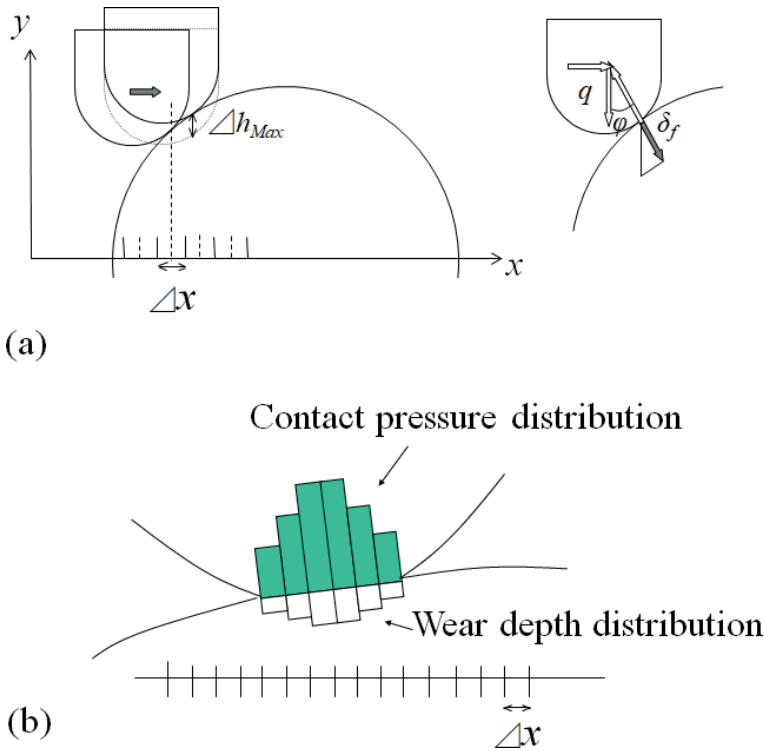 y
△h_Max
q
φ
δ_f
x
△x
(a)
Contact pressure distribution
Wear depth distribution
△x
(b)